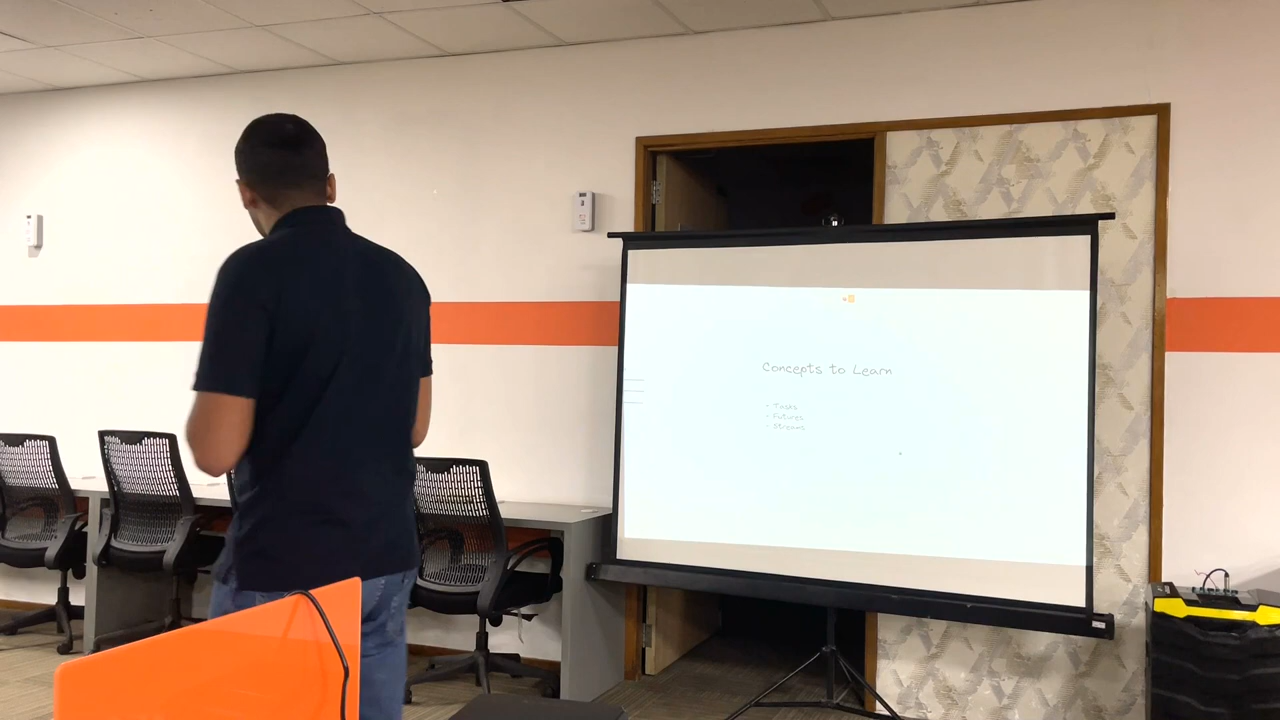 Concepts to Learn
- Tasks
- Futures
- Streams